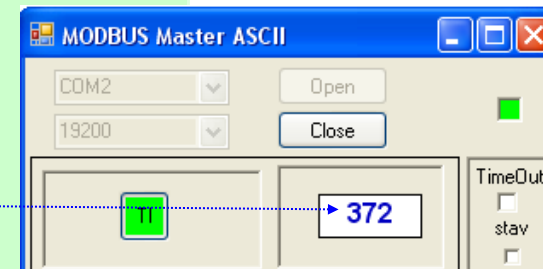 MODBUS Master ASCII
COM2
Open
19200
Close
TI
372
TimeOut
stav